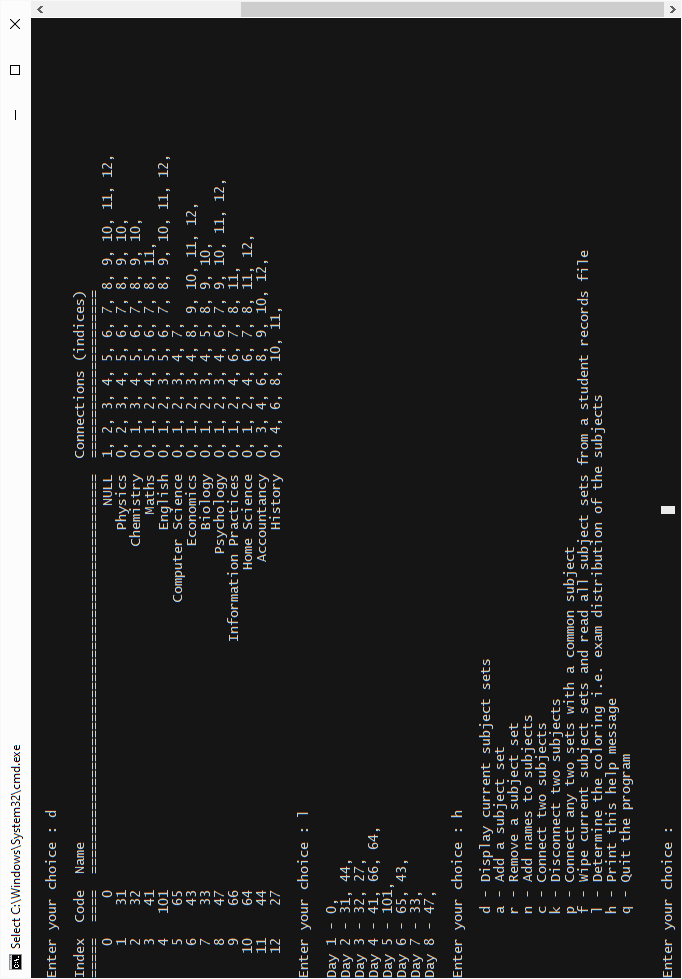 Select C:\Windows\System32\cmd.exe
Enter your choice : d
Index Code Name Connections (indices)
===== ==== ================================================== =====================
0 0 NULL 1, 2, 3, 4, 5, 6, 7, 8, 9, 10, 11, 12,
1 31 Physics 0, 2, 3, 4, 5, 6, 7, 8, 9, 10,
2 32 Chemistry 0, 1, 3, 4, 5, 6, 7, 8, 9, 10,
3 41 Maths 0, 1, 2, 4, 5, 6, 7, 8, 11,
4 101 English 0, 1, 2, 3, 5, 6, 7, 8, 9, 10, 11, 12,
5 65 Computer Science 0, 1, 2, 3, 4, 7,
6 43 Economics 0, 1, 2, 3, 4, 8, 9, 10, 11, 12,
7 33 Biology 0, 1, 2, 3, 4, 5, 8, 9, 10,
8 47 Psychology 0, 1, 2, 3, 4, 6, 7, 9, 10, 11, 12,
9 66 Information Practices 0, 1, 2, 4, 6, 7, 8, 11,
10 64 Home Science 0, 1, 2, 4, 6, 7, 8, 11, 12,
11 44 Accountancy 0, 3, 4, 6, 8, 9, 10, 12,
12 27 History 0, 4, 6, 8, 10, 11,
Enter your choice : l
Day 1 - 0,
Day 2 - 31, 44,
Day 3 - 32, 27,
Day 4 - 41, 66, 64,
Day 5 - 101,
Day 6 - 65, 43,
Day 7 - 33,
Day 8 - 47,
Enter your choice : h
d - Display current subject sets
a - Add a subject set
r - Remove a subject set
n - Add names to subjects
c - Connect two subjects
k - Disconnect two subjects
p - Connect any two sets with a common subject
f - Wipe current subject sets and read all subject sets from a student records file
l - Determine the coloring i.e. exam distribution of the subjects
h - Print this help message
q - Quit the program
Enter your choice :